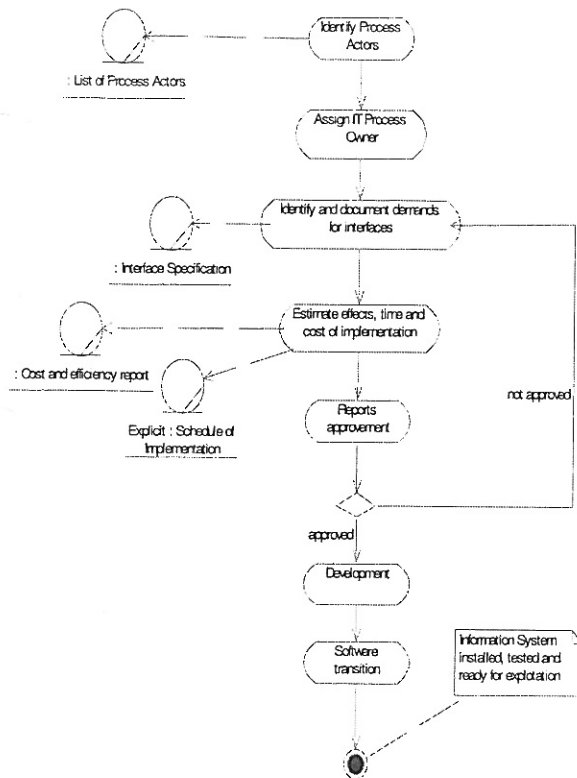 Identify Process
Actors
: List of Process Actors
Assign IT Process
Owner
Identify and document demands
for interfaces
: Interface Specification
Estimate effects, time and
cost of implementation
: Cost and efficiency report
Explicit : Schedule of
Implementation
not approved
Reports
approvement
approved
Development
Software
transition
Information System
installed, tested and
ready for explotation